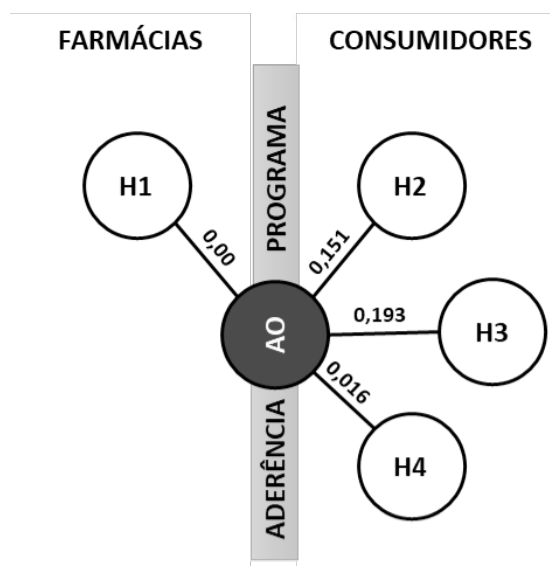 FARMÁCIAS
CONSUMIDORES
H1
H2
0,00
0,151
PROGRAMA
AO
ADERÊNCIA
0,193
H3
0,016
H4